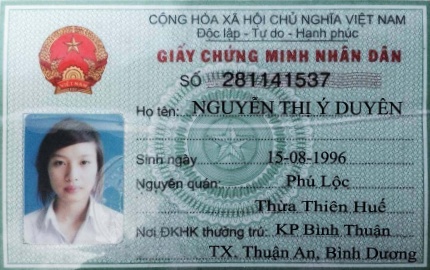 CỘNG HÒA XÃ HỘI CHỦ NGHĨA VIỆT NAM
Độc lập - Tự do - Hạnh phúc
GIẤY CHỨNG MINH NHÂN DÂN
SỐ 281141537
Họ tên: NGUYỄN THỊ Ý DUYÊN
Sinh ngày 15-08-1996
Nguyên quán: Phú Lộc
Thừa Thiên Huế
Nơi ĐKHK thường trú: KP Bình Thuận
TX. Thuận An, Bình Dương